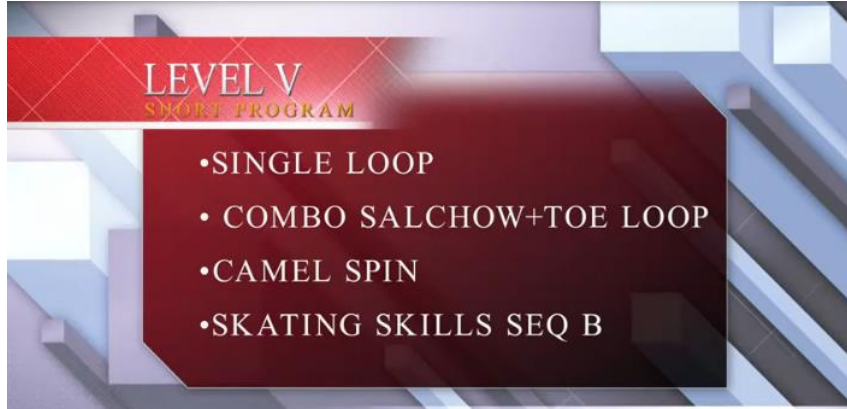 LEVEL V
SHORT PROGRAM
•SINGLE LOOP
• COMBO SALCHOW+TOE LOOP
•CAMEL SPIN
•SKATING SKILLS SEQ B